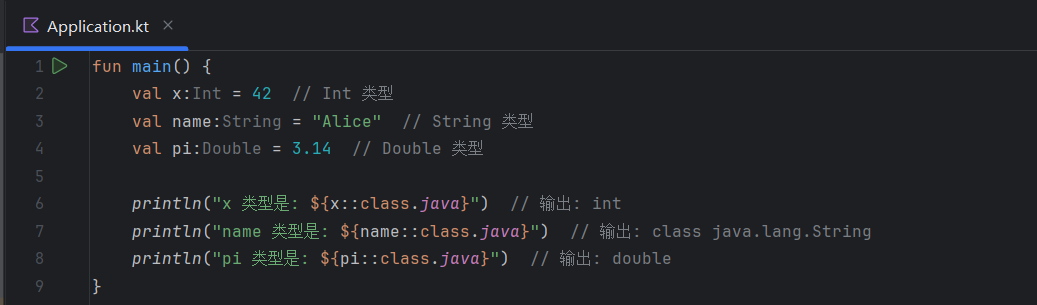 Application.kt
1 fun main() {
2 val x:Int = 42 // Int 类型
3 val name:String = "Alice" // String 类型
4 val pi:Double = 3.14 // Double 类型
5
6 println("x 类型是: ${x::class.java}") // 输出: int
7 println("name 类型是: ${name::class.java}") // 输出: class java.lang.String
8 println("pi 类型是: ${pi::class.java}") // 输出: double
9 }